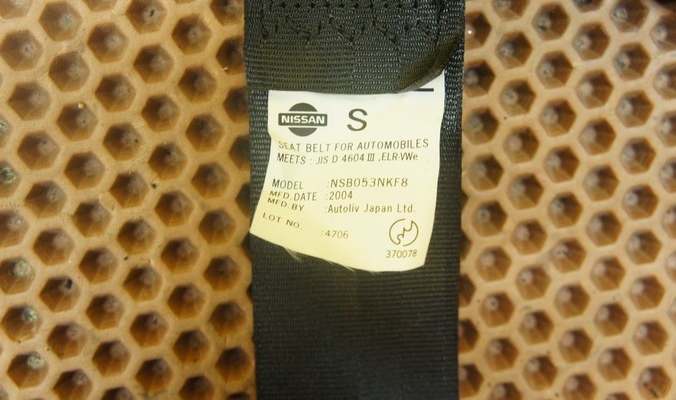 NISSAN S
SEAT BELT FOR AUTOMOBILES
MEETS : JIS D 4604 III ,ELR-VWe
MODEL :NSB053NKF8
MFD.DATE :2004
MFD.BY :Autoliv Japan Ltd.
LOT NO. :4706
370078